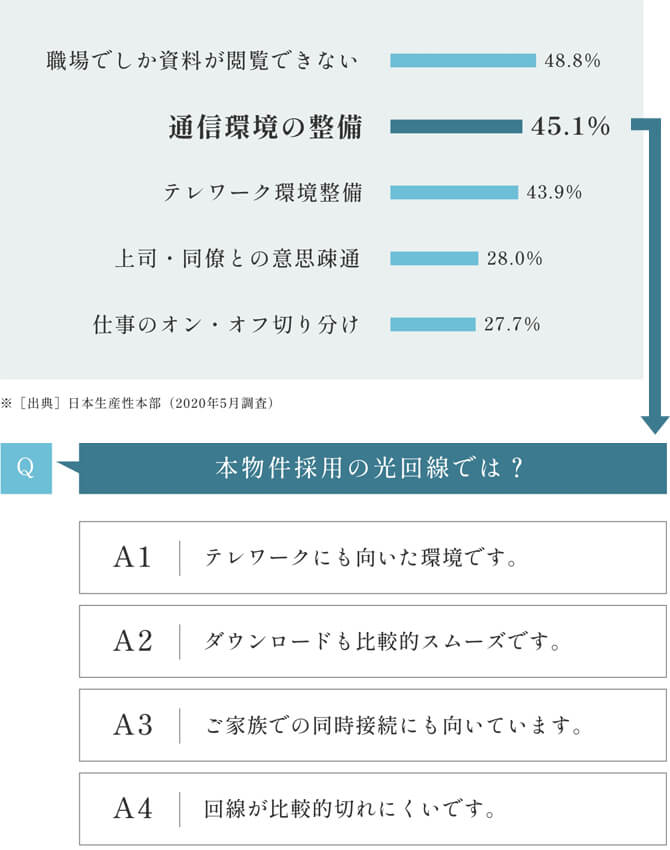 職場でしか資料が閲覧できない 48.8%
通信環境の整備 45.1%
テレワーク環境整備 43.9%
上司・同僚との意思疎通 28.0%
仕事のオン・オフ切り分け 27.7%
※［出典］日本生産性本部（2020年5月調査）
Q 本物件採用の光回線では？
A1 テレワークにも向いた環境です。
A2 ダウンロードも比較的スムーズです。
A3 ご家族での同時接続にも向いています。
A4 回線が比較的切れにくいです。